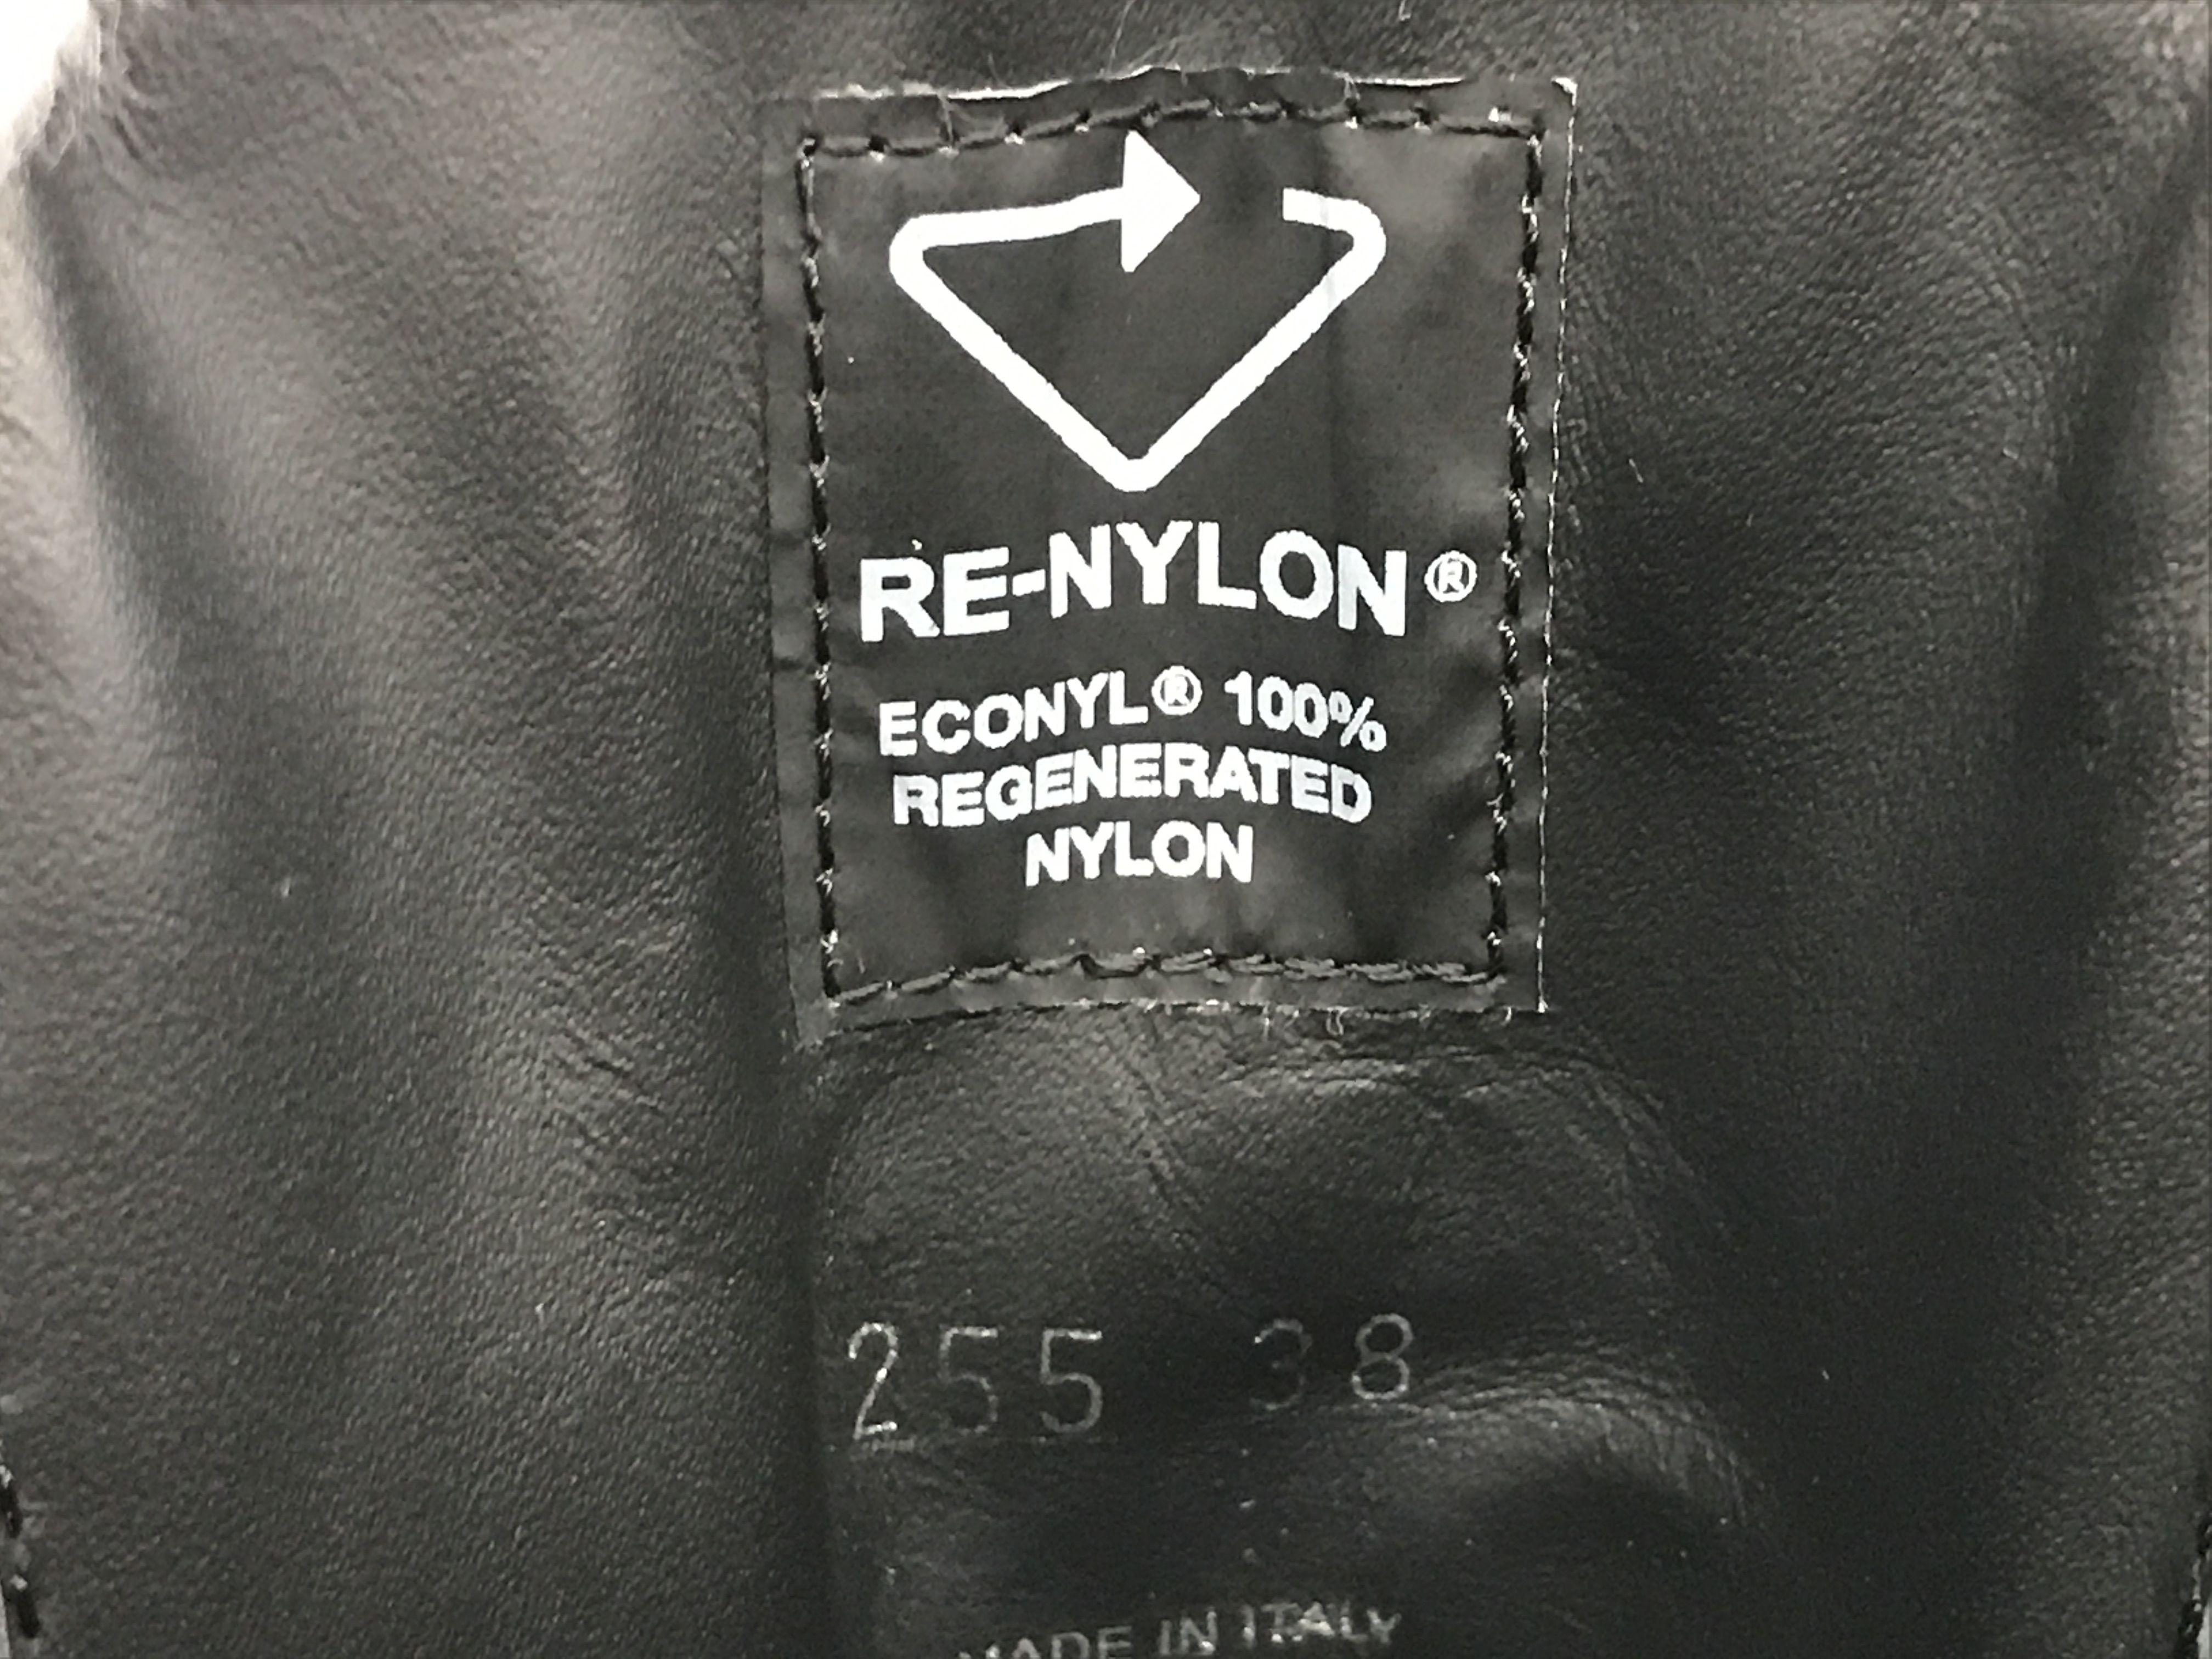 RE-NYLON®
ECONYL® 100%
REGENERATED
NYLON
255 38
MADE IN ITALY